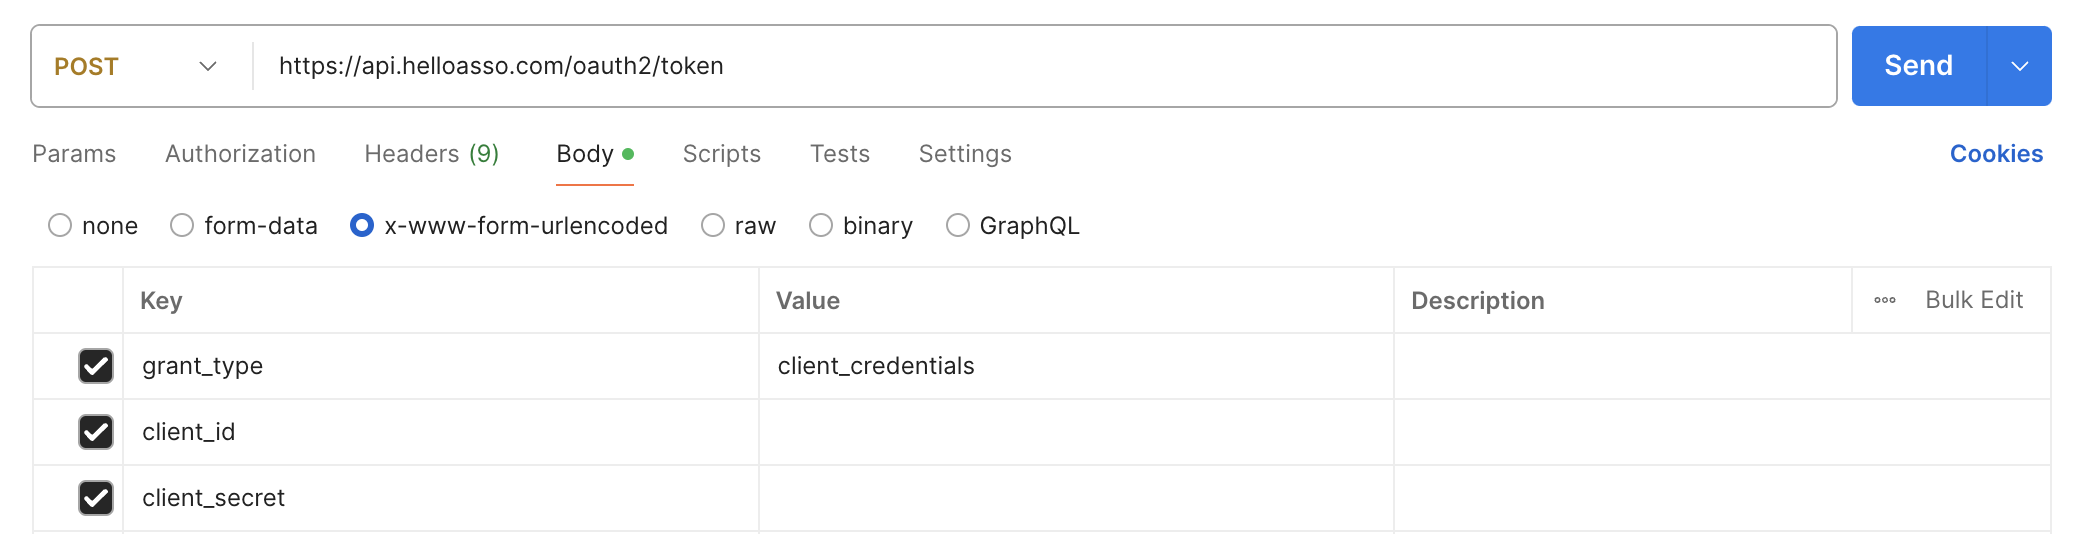 POST https://api.helloasso.com/oauth2/token Send
Params Authorization Headers (9) Body Scripts Tests Settings Cookies
none form-data x-www-form-urlencoded raw binary GraphQL
Key Value Description Bulk Edit
grant_type client_credentials
client_id
client_secret